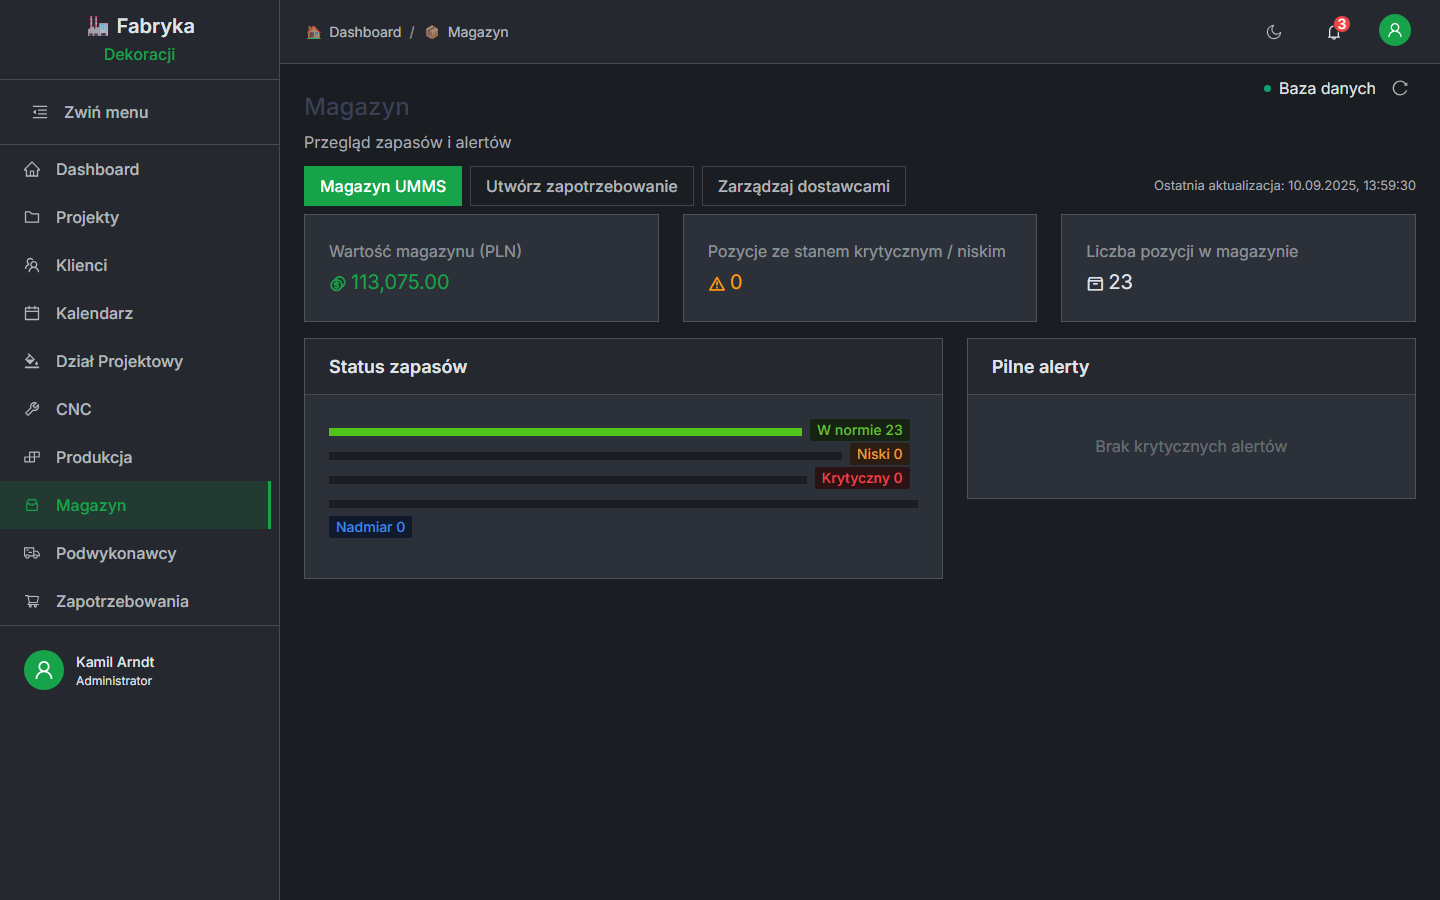 Fabryka
Dekoracji
Zwiń menu
Dashboard
Projekty
Klienci
Kalendarz
Dział Projektowy
CNC
Produkcja
Magazyn
Podwykonawcy
Zapotrzebowania
Kamil Arndt
Administrator
Dashboard / Magazyn
3
Baza danych
Magazyn
Przegląd zapasów i alertów
Magazyn UMMS
Utwórz zapotrzebowanie
Zarządzaj dostawcami
Ostatnia aktualizacja: 10.09.2025, 13:59:30
Wartość magazynu (PLN)
113,075.00
Pozycje ze stanem krytycznym / niskim
0
Liczba pozycji w magazynie
23
Status zapasów
W normie 23
Niski 0
Krytyczny 0
Nadmiar 0
Pilne alerty
Brak krytycznych alertów